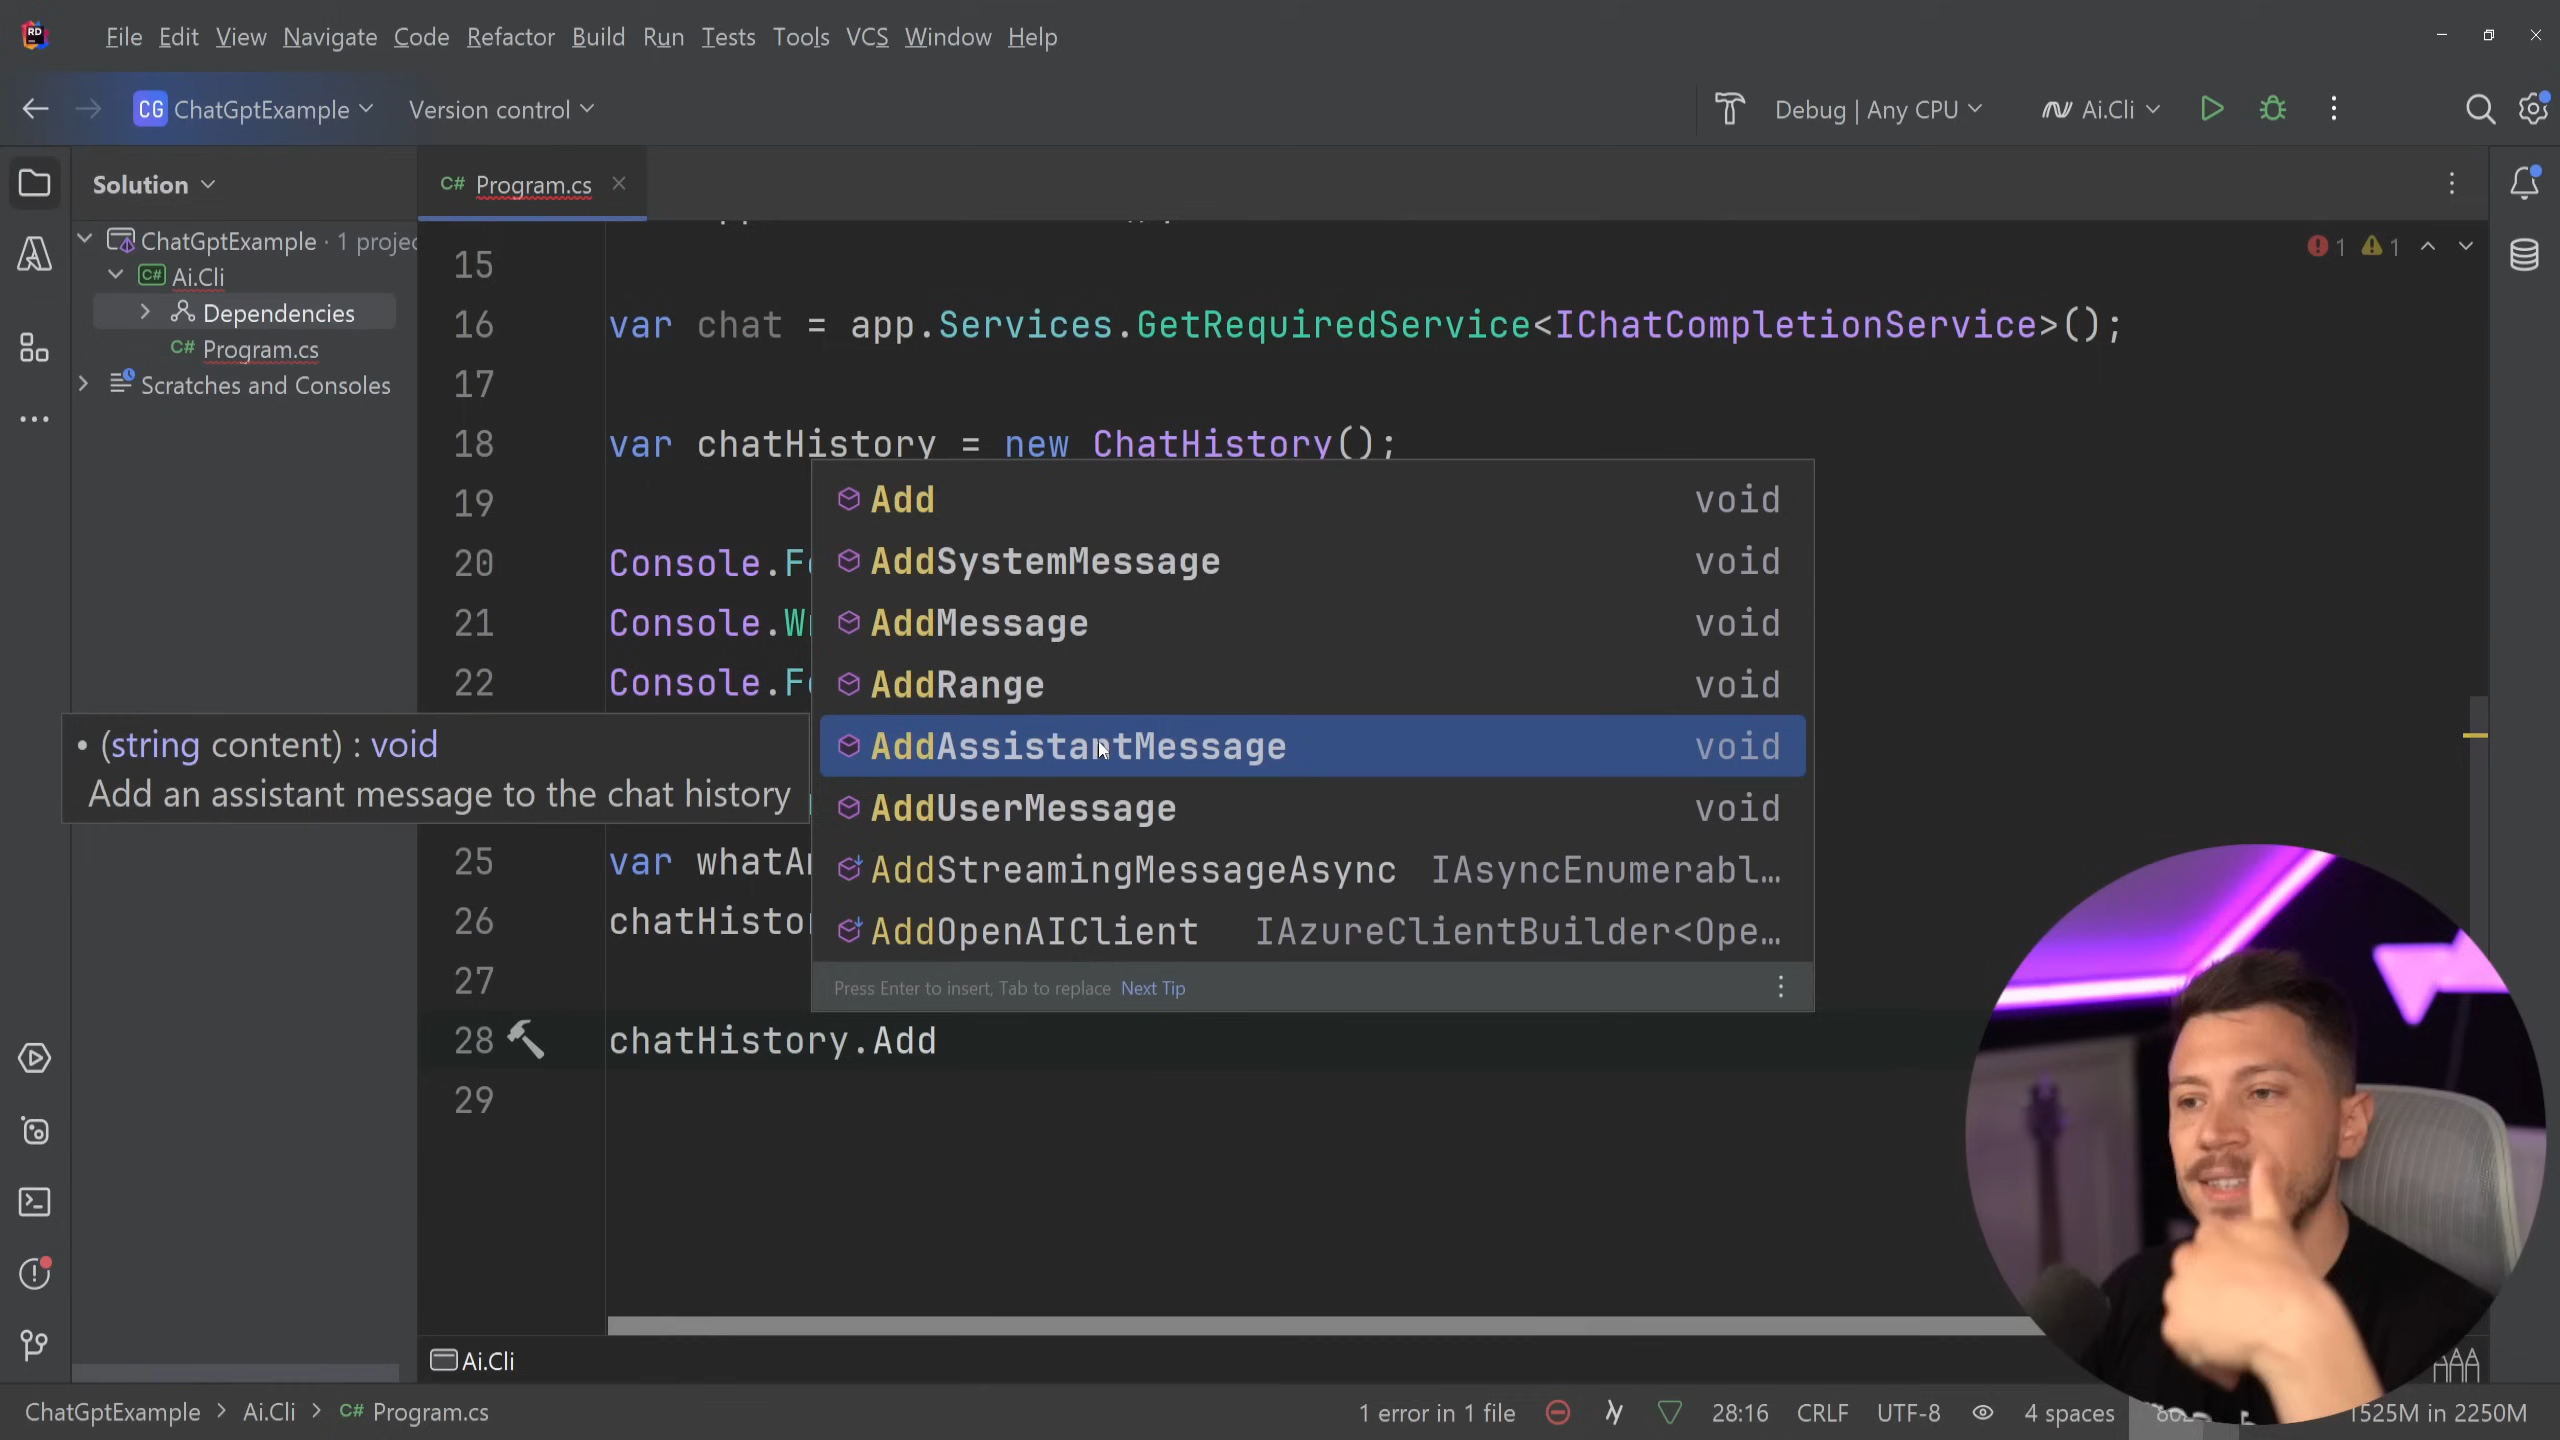 RD
File Edit View Navigate Code Refactor Build Run Tests Tools VCS Window Help
CG ChatGptExample Version control Debug | Any CPU Ai.Cli
Solution
C# Program.cs
ChatGptExample · 1 projec
C# Ai.Cli
Dependencies
C# Program.cs
Scratches and Consoles
1 1
15
16 var chat = app.Services.GetRequiredService<IChatCompletionService>();
17
18 var chatHistory = new ChatHistory();
19
20 Console.Fo
21 Console.Wr
22 Console.Fo
25 var whatAr
26 chatHistor
27
28 chatHistory.Add
29
Add void
AddSystemMessage void
AddMessage void
AddRange void
AddAssistantMessage void
AddUserMessage void
AddStreamingMessageAsync IAsyncEnumerabl…
AddOpenAIClient IAzureClientBuilder<Ope…
Press Enter to insert, Tab to replace Next Tip
• (string content) : void
Add an assistant message to the chat history
Ai.Cli
ChatGptExample > Ai.Cli > C# Program.cs
1 error in 1 file 28:16 CRLF UTF-8 4 spaces 1525M in 2250M